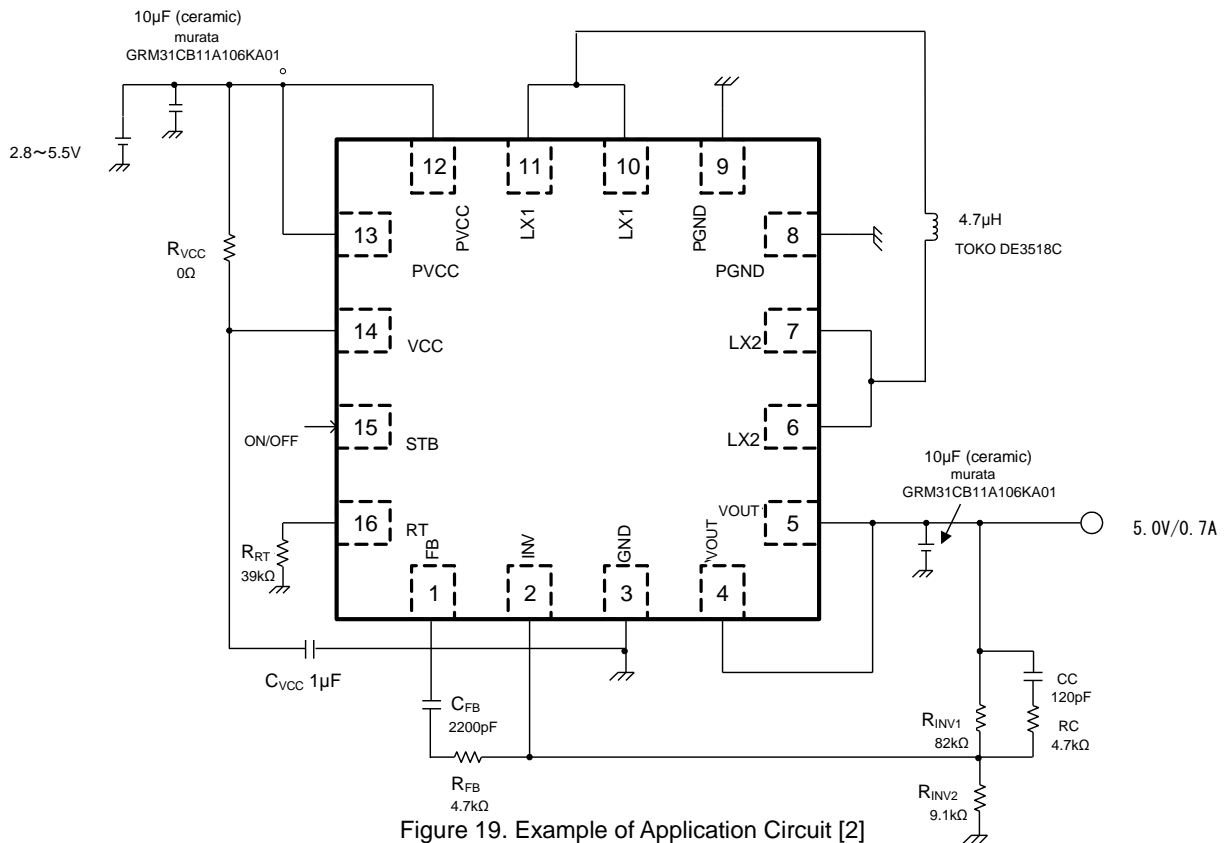 10µF (ceramic)
murata
GRM31CB11A106KA01
2.8～5.5V
12
11
10
9
PVCC
LX1
LX1
PGND
13
PVCC
8
PGND
4.7µH
TOKO DE3518C
RVCC
0Ω
14
VCC
7
LX2
ON/OFF
15
STB
6
LX2
10µF (ceramic)
murata
GRM31CB11A106KA01
16
RT
VOUT
5
5.0V/0.7A
RRT
39kΩ
FB
INV
GND
VOUT
1
2
3
4
CVCC 1µF
CFB
2200pF
RINV1
82kΩ
CC
120pF
RC
4.7kΩ
RFB
4.7kΩ
RINV2
9.1kΩ
Figure 19. Example of Application Circuit [2]